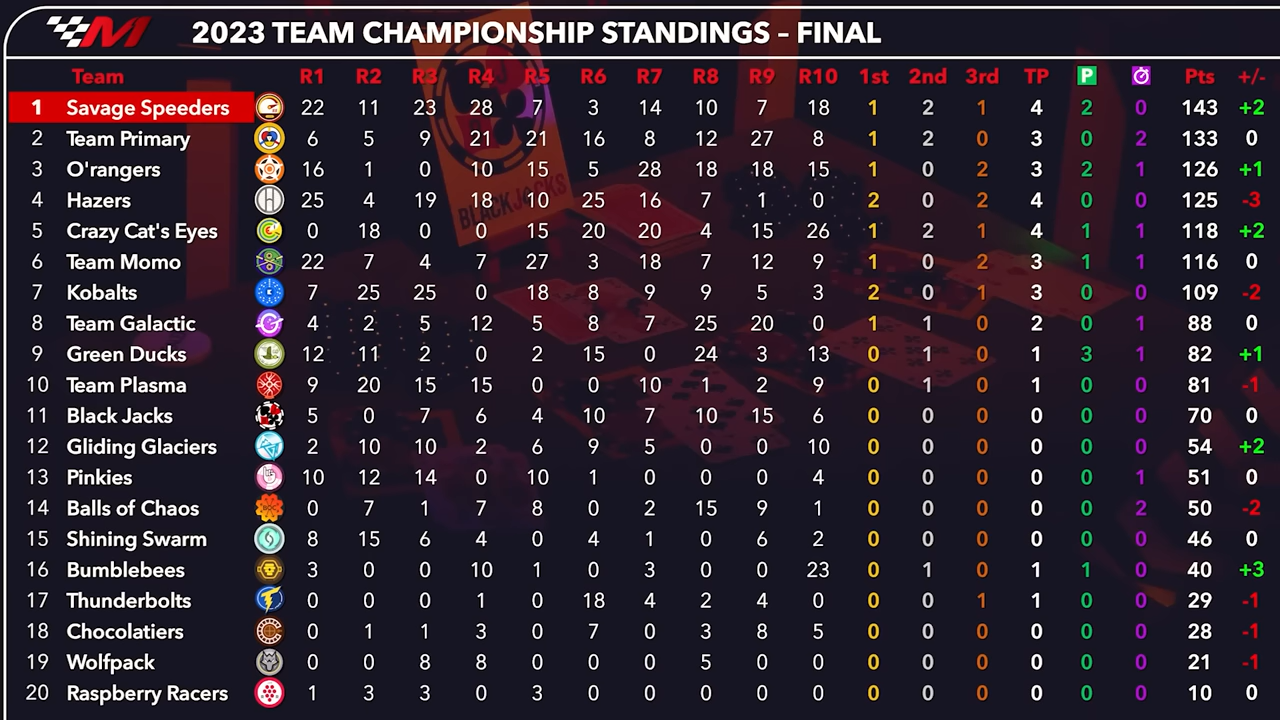 M1
2023 TEAM CHAMPIONSHIP STANDINGS – FINAL
Team R1 R2 R3 R4 R5 R6 R7 R8 R9 R10 1st 2nd 3rd TP P Pts +/-
1 Savage Speeders 22 11 23 28 7 3 14 10 7 18 1 2 1 4 2 0 143 +2
2 Team Primary 6 5 9 21 21 16 8 12 27 8 1 2 0 3 0 2 133 0
3 O'rangers 16 1 0 10 15 5 28 18 18 15 1 0 2 3 2 1 126 +1
4 Hazers 25 4 19 18 10 25 16 7 1 0 2 0 2 4 0 0 125 -3
5 Crazy Cat's Eyes 0 18 0 0 15 20 20 4 15 26 1 2 1 4 1 1 118 +2
6 Team Momo 22 7 4 7 27 3 18 7 12 9 1 0 2 3 1 1 116 0
7 Kobalts 7 25 25 0 18 8 9 9 5 3 2 0 1 3 0 0 109 -2
8 Team Galactic 4 2 5 12 5 8 7 25 20 0 1 1 0 2 0 1 88 0
9 Green Ducks 12 11 2 0 2 15 0 24 3 13 0 1 0 1 3 1 82 +1
10 Team Plasma 9 20 15 15 0 0 10 1 2 9 0 1 0 1 0 0 81 -1
11 Black Jacks 5 0 7 6 4 10 7 10 15 6 0 0 0 0 0 0 70 0
12 Gliding Glaciers 2 10 10 2 6 9 5 0 0 10 0 0 0 0 0 0 54 +2
13 Pinkies 10 12 14 0 10 1 0 0 0 4 0 0 0 0 0 1 51 0
14 Balls of Chaos 0 7 1 7 8 0 2 15 9 1 0 0 0 0 0 2 50 -2
15 Shining Swarm 8 15 6 4 0 4 1 0 6 2 0 0 0 0 0 0 46 0
16 Bumblebees 3 0 0 10 1 0 3 0 0 23 0 1 0 1 1 0 40 +3
17 Thunderbolts 0 0 0 1 0 18 4 2 4 0 0 0 1 1 0 0 29 -1
18 Chocolatiers 0 1 1 3 0 7 0 3 8 5 0 0 0 0 0 0 28 -1
19 Wolfpack 0 0 8 8 0 0 0 5 0 0 0 0 0 0 0 0 21 -1
20 Raspberry Racers 1 3 3 0 3 0 0 0 0 0 0 0 0 0 0 0 10 0
BLACKJACKS